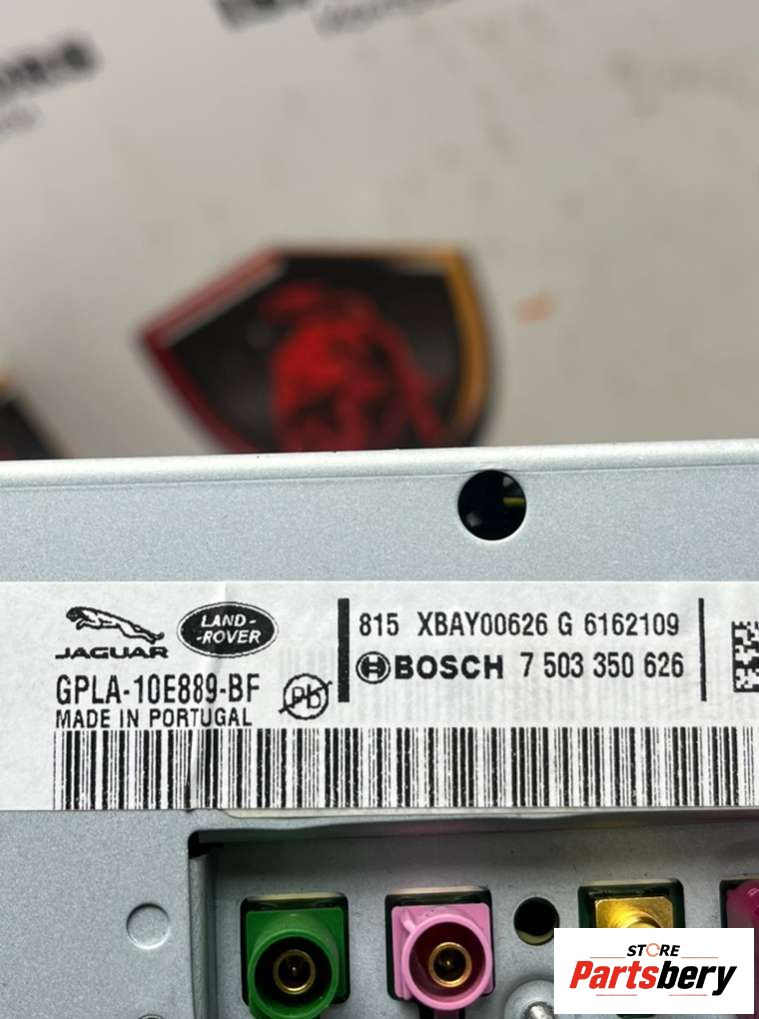 JAGUAR
LAND-
-ROVER
GPLA-10E889-BF
Pb
MADE IN PORTUGAL
815 XBAY00626 G 6162109
BOSCH 7 503 350 626
STORE
Partsbery